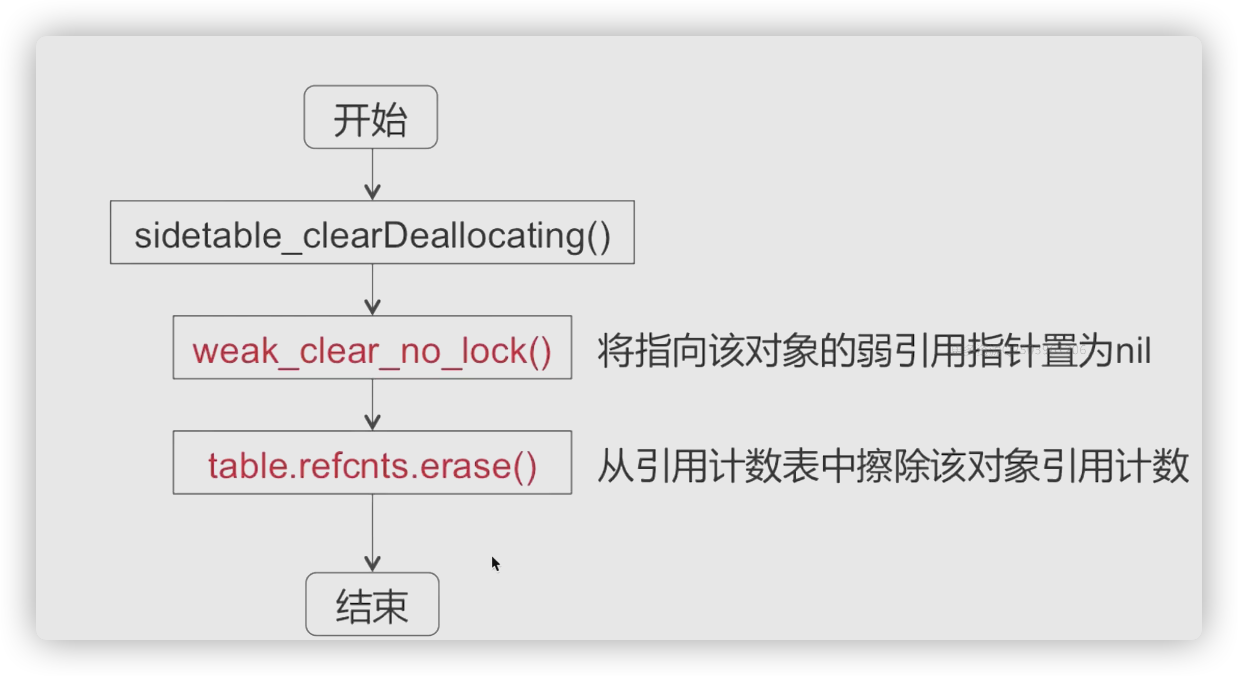 开始
sidetable_clearDeallocating()
weak_clear_no_lock() 将指向该对象的弱引用指针置为nil
table.refcnts.erase() 从引用计数表中擦除该对象引用计数
结束